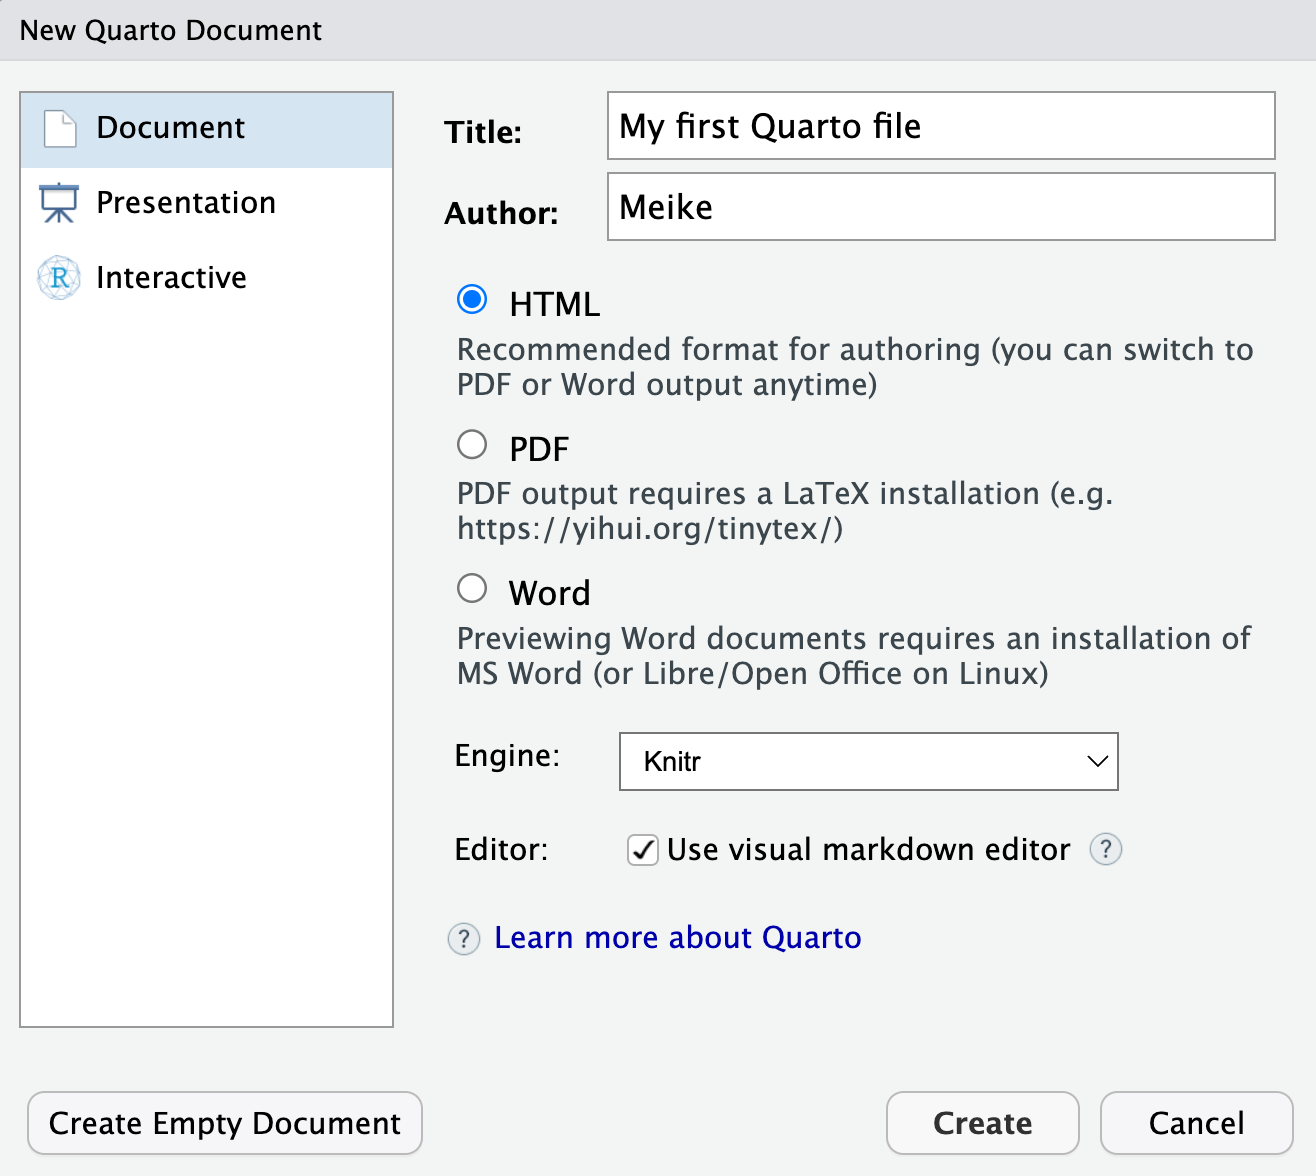 New Quarto Document
Document
Presentation
R Interactive
Title: My first Quarto file
Author: Meike
HTML
Recommended format for authoring (you can switch to
PDF or Word output anytime)
PDF
PDF output requires a LaTeX installation (e.g.
https://yihui.org/tinytex/)
Word
Previewing Word documents requires an installation of
MS Word (or Libre/Open Office on Linux)
Engine: Knitr
Editor: Use visual markdown editor ?
? Learn more about Quarto
Create Empty Document Create Cancel